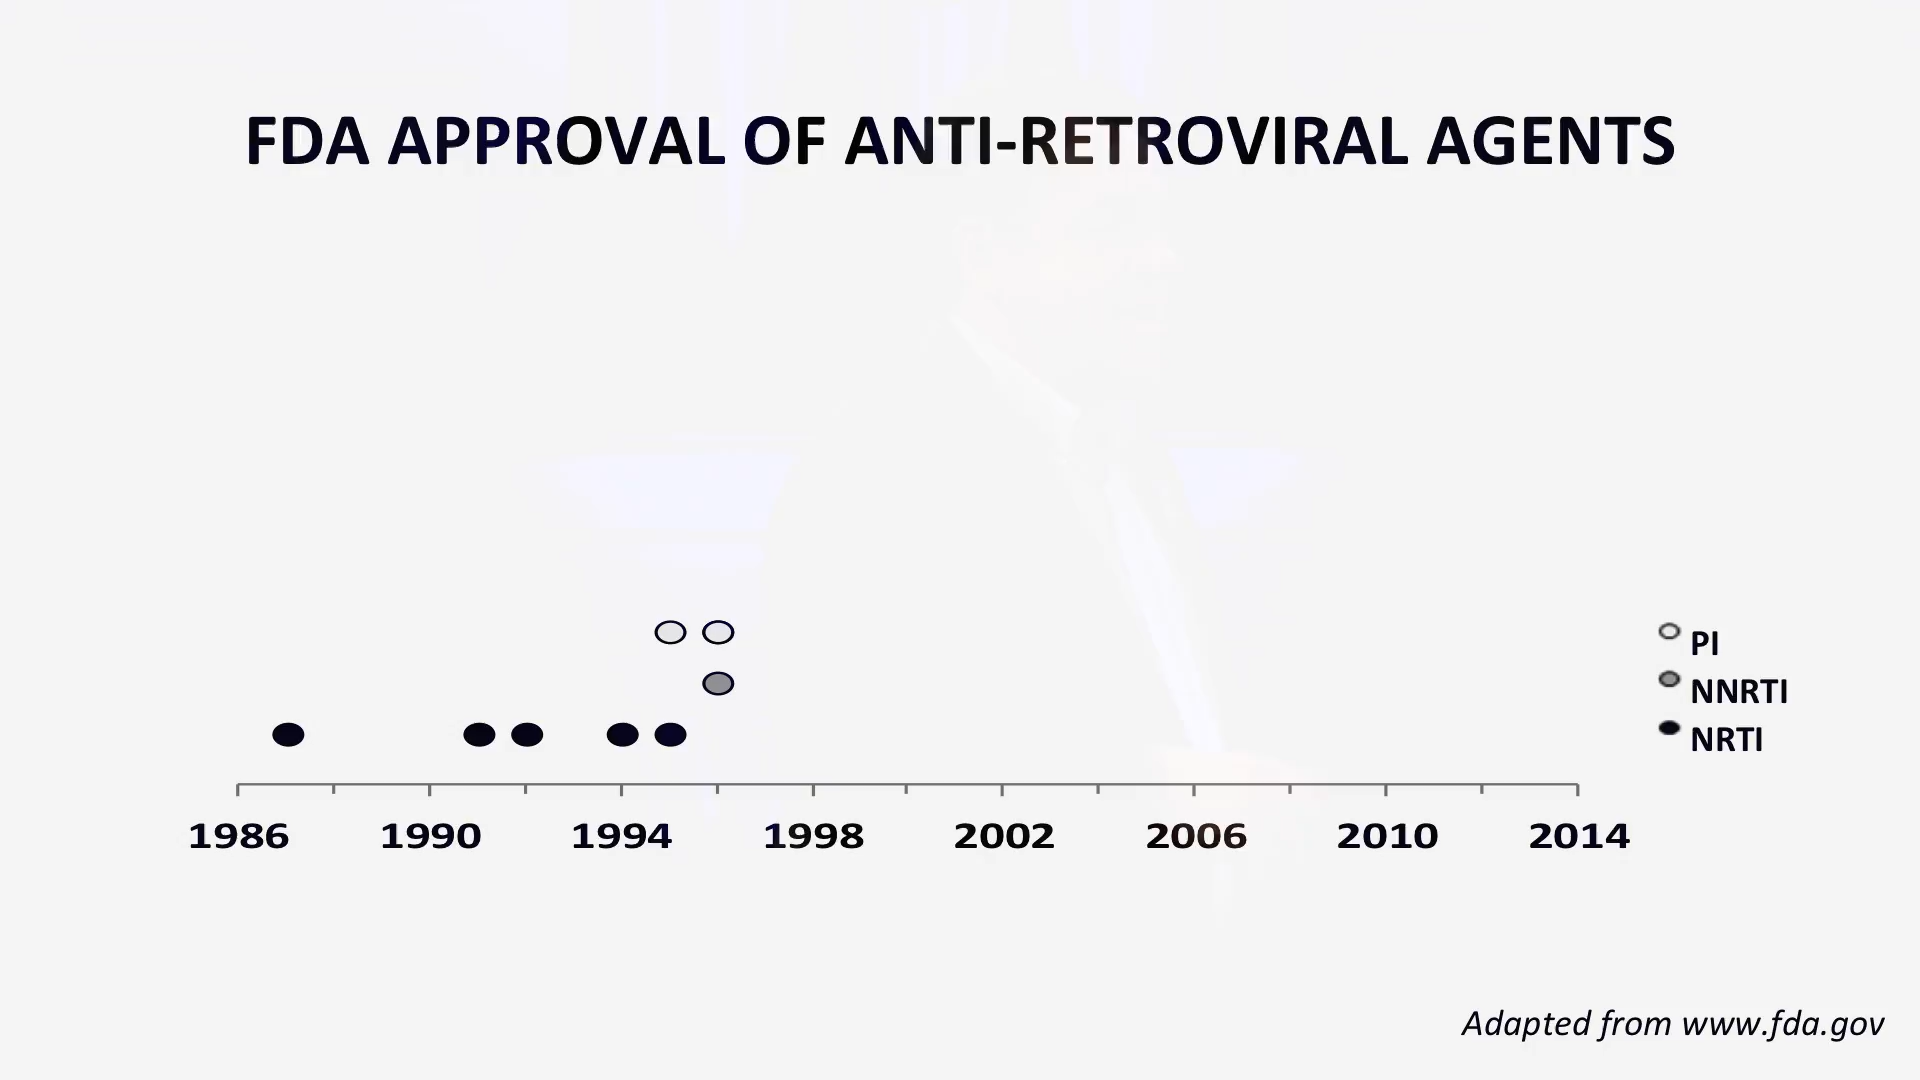 FDA APPROVAL OF ANTI-RETROVIRAL AGENTS
PI
NNRTI
NRTI
1986 1990 1994 1998 2002 2006 2010 2014
Adapted from www.fda.gov